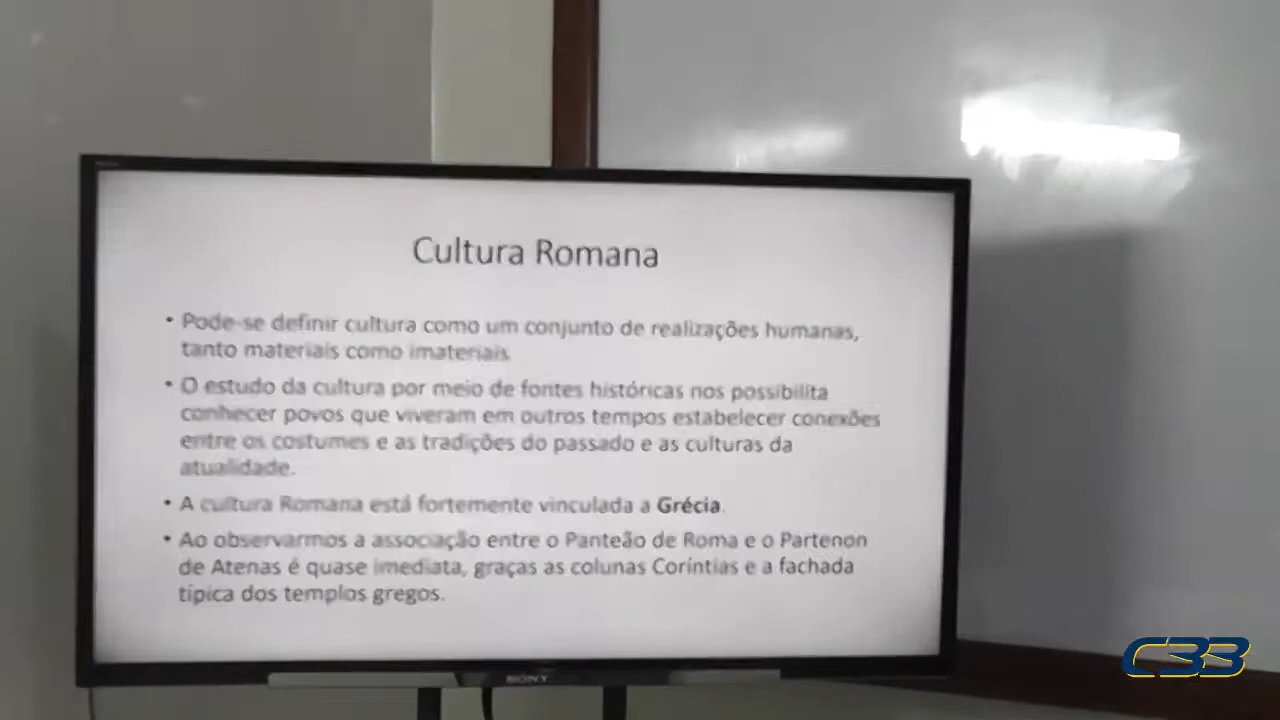 Cultura Romana
• Pode-se definir cultura como um conjunto de realizações humanas,
tanto materiais como imateriais
• O estudo da cultura por meio de fontes históricas nos possibilita
conhecer povos que viveram em outros tempos estabelecer conexões
entre os costumes e as tradições do passado e as culturas da
atualidade.
• A cultura Romana está fortemente vinculada a Grécia.
• Ao observarmos a associação entre o Panteão de Roma e o Partenon
de Atenas é quase imediata, graças as colunas Coríntias e a fachada
típica dos templos gregos.
SONY
C33